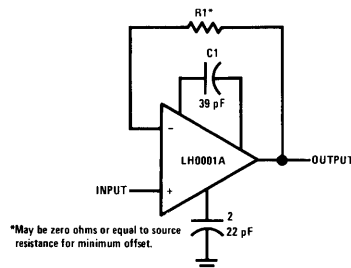 R1*
C1
39 pF
−
LH0001A
OUTPUT
INPUT
+
2
22 pF
*May be zero ohms or equal to source
resistance for minimum offset.